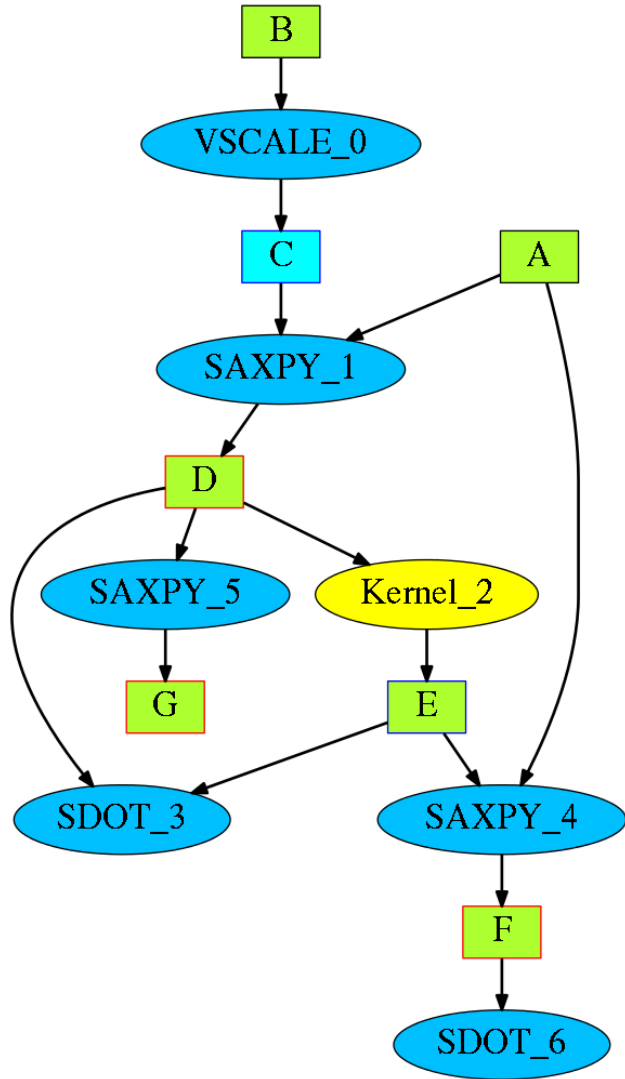 B
VSCALE_0
C
A
SAXPY_1
D
SAXPY_5
Kernel_2
G
E
SDOT_3
SAXPY_4
F
SDOT_6